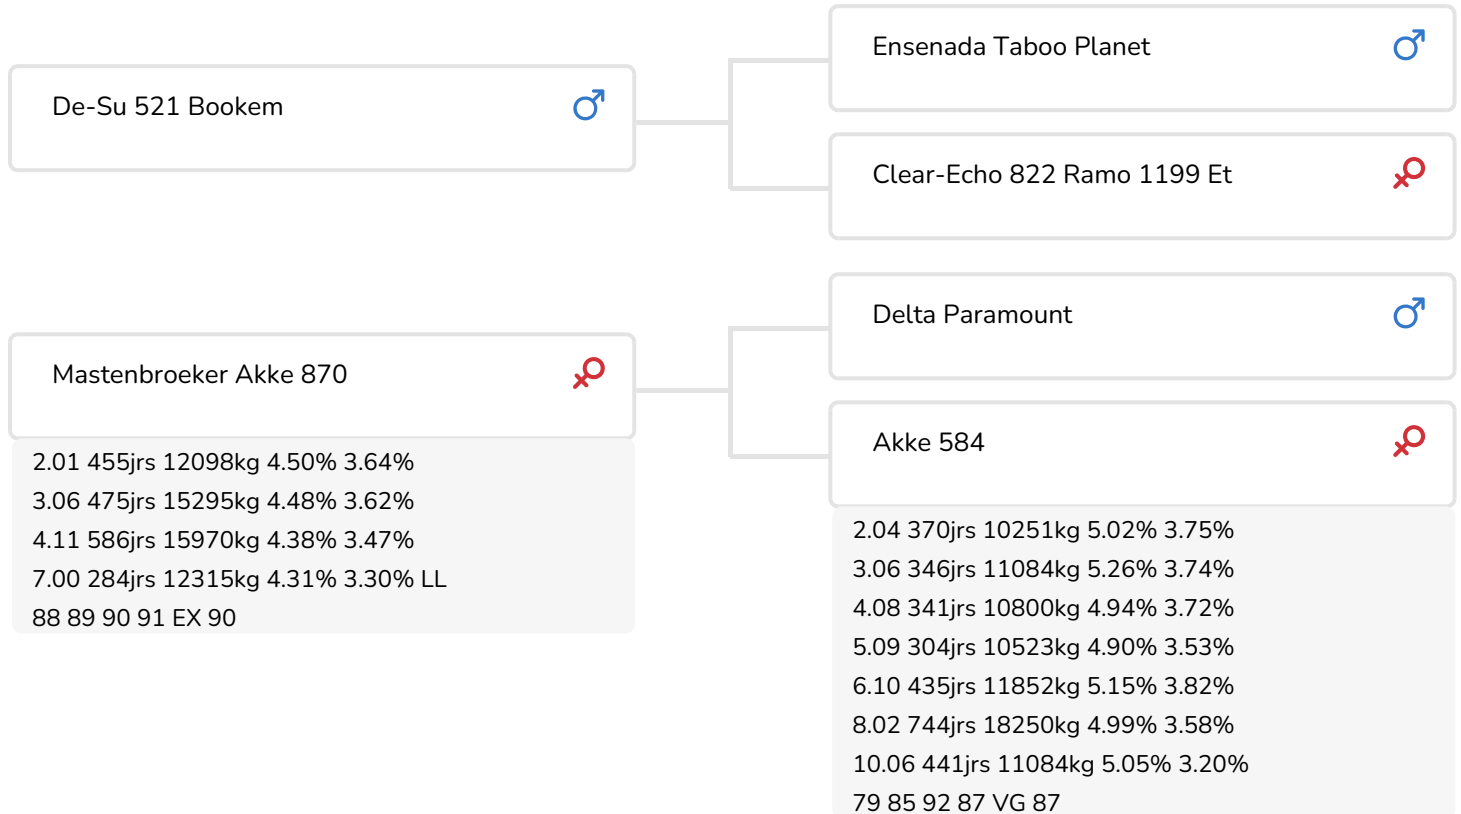 De-Su 521 Bookem
Ensenada Taboo Planet
Clear-Echo 822 Ramo 1199 Et
Mastenbroeker Akke 870
2.01 455jrs 12098kg 4.50% 3.64%
3.06 475jrs 15295kg 4.48% 3.62%
4.11 586jrs 15970kg 4.38% 3.47%
7.00 284jrs 12315kg 4.31% 3.30% LL
88 89 90 91 EX 90
Delta Paramount
Akke 584
2.04 370jrs 10251kg 5.02% 3.75%
3.06 346jrs 11084kg 5.26% 3.74%
4.08 341jrs 10800kg 4.94% 3.72%
5.09 304jrs 10523kg 4.90% 3.53%
6.10 435jrs 11852kg 5.15% 3.82%
8.02 744jrs 18250kg 4.99% 3.58%
10.06 441jrs 11084kg 5.05% 3.20%
79 85 92 87 VG 87